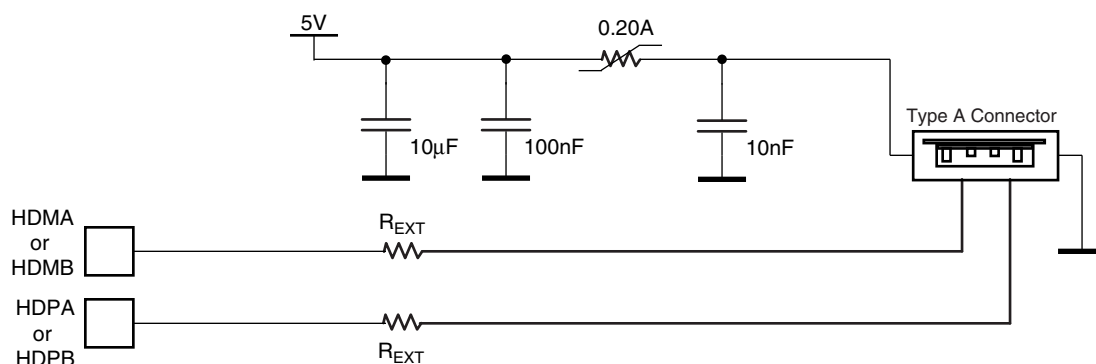 5V
0.20A
10μF
100nF
10nF
Type A Connector
HDMA
or
HDMB
REXT
HDPA
or
HDPB
REXT